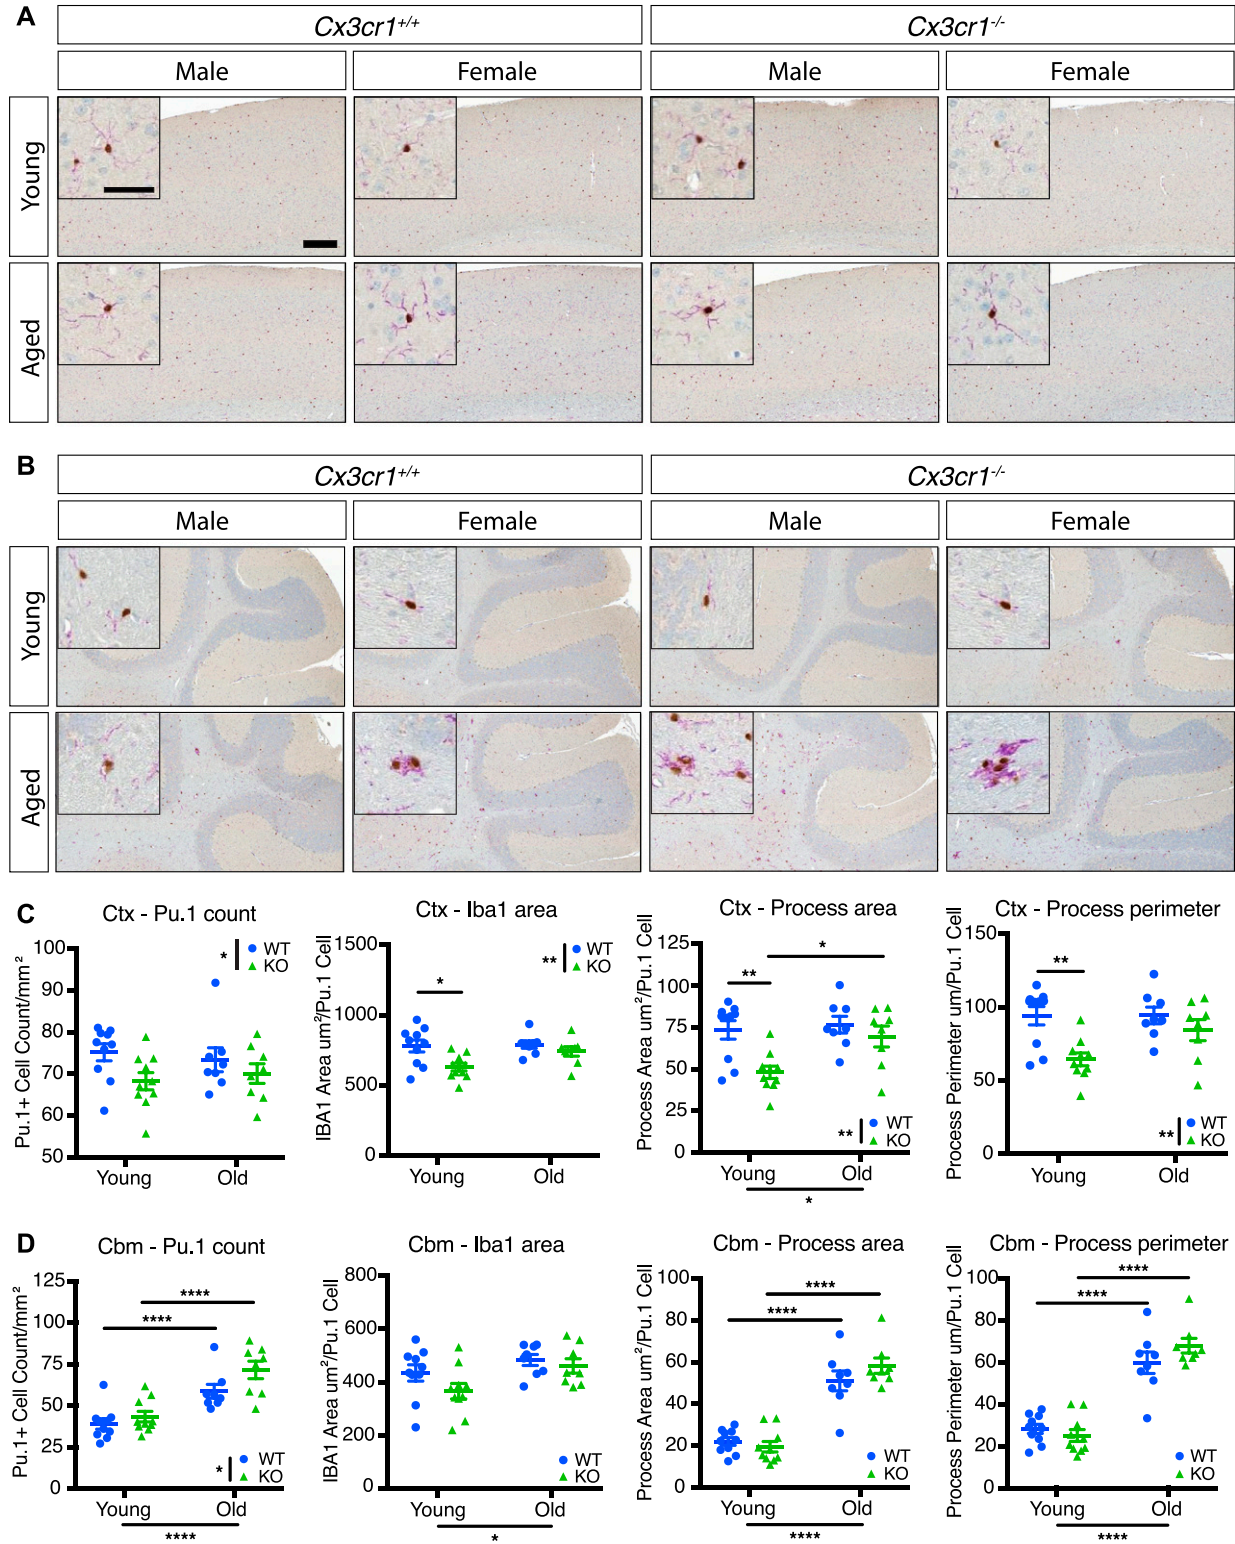 A
Cx3cr1+/+
Cx3cr1-/-
Male
Female
Male
Female
Young
Aged
B
Cx3cr1+/+
Cx3cr1-/-
Male
Female
Male
Female
Young
Aged
C
Ctx - Pu.1 count
Pu.1+ Cell Count/mm²
100
90
80
70
60
50
Young
Old
*
WT
KO
Ctx - Iba1 area
IBA1 Area um²/Pu.1 Cell
1500
1000
500
0
Young
Old
*
**
WT
KO
Ctx - Process area
Process Area um²/Pu.1 Cell
125
100
75
50
25
0
Young
Old
**
*
**
WT
KO
*
Ctx - Process perimeter
Process Perimeter um/Pu.1 Cell
150
100
50
0
Young
Old
**
**
WT
KO
D
Cbm - Pu.1 count
Pu.1+ Cell Count/mm²
125
100
75
50
25
0
Young
Old
****
****
*
WT
KO
****
Cbm - Iba1 area
IBA1 Area um²/Pu.1 Cell
800
600
400
200
0
Young
Old
WT
KO
*
Cbm - Process area
Process Area um²/Pu.1 Cell
100
80
60
40
20
0
Young
Old
****
****
WT
KO
****
Cbm - Process perimeter
Process Perimeter um/Pu.1 Cell
100
80
60
40
20
0
Young
Old
****
****
WT
KO
****